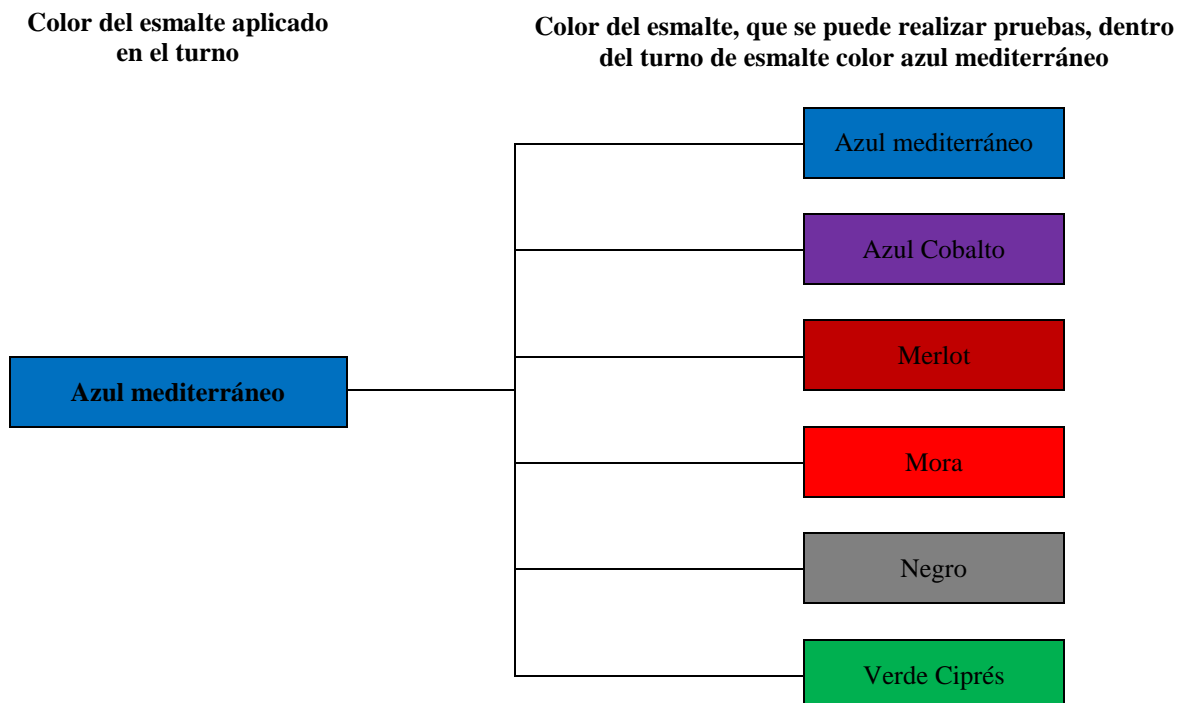 Color del esmalte aplicado
en el turno
Color del esmalte, que se puede realizar pruebas, dentro
del turno de esmalte color azul mediterráneo
Azul mediterráneo
Azul mediterráneo
Azul Cobalto
Merlot
Mora
Negro
Verde Ciprés